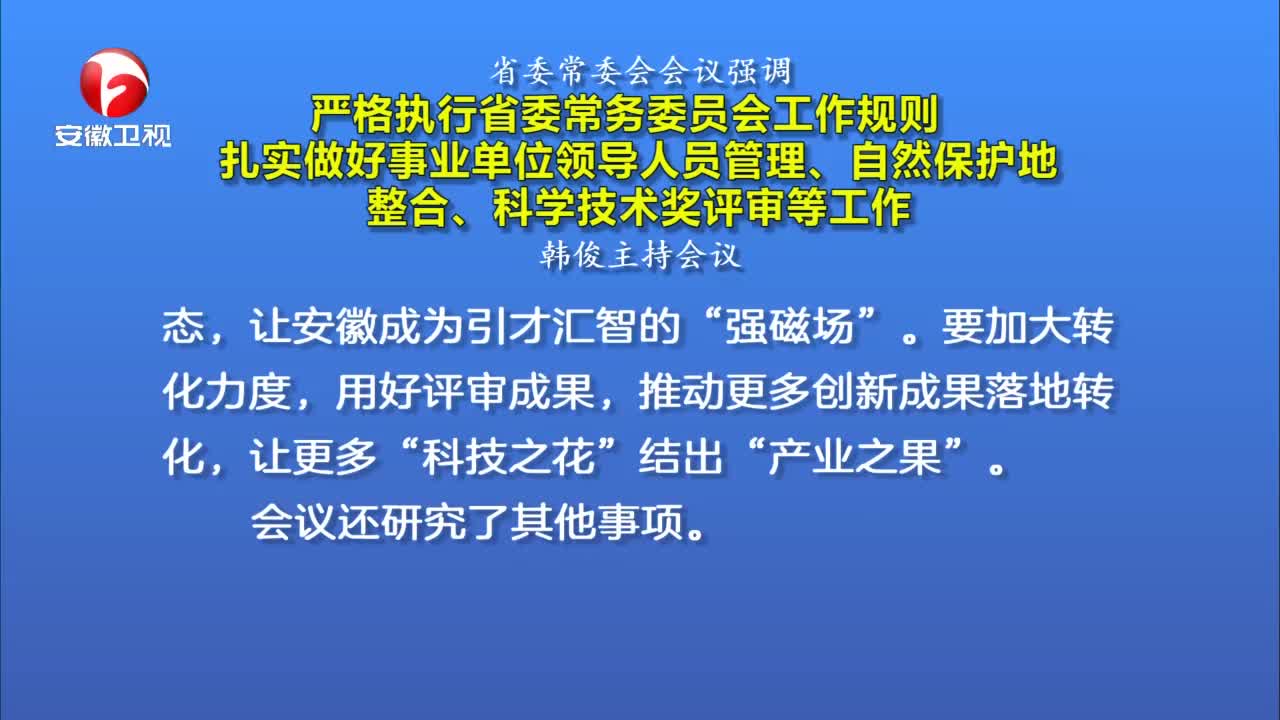 安徽卫视
省委常委会会议强调
严格执行省委常务委员会工作规则
扎实做好事业单位领导人员管理、自然保护地
整合、科学技术奖评审等工作
韩俊主持会议
态，让安徽成为引才汇智的“强磁场”。要加大转
化力度，用好评审成果，推动更多创新成果落地转
化，让更多“科技之花”结出“产业之果”。
会议还研究了其他事项。